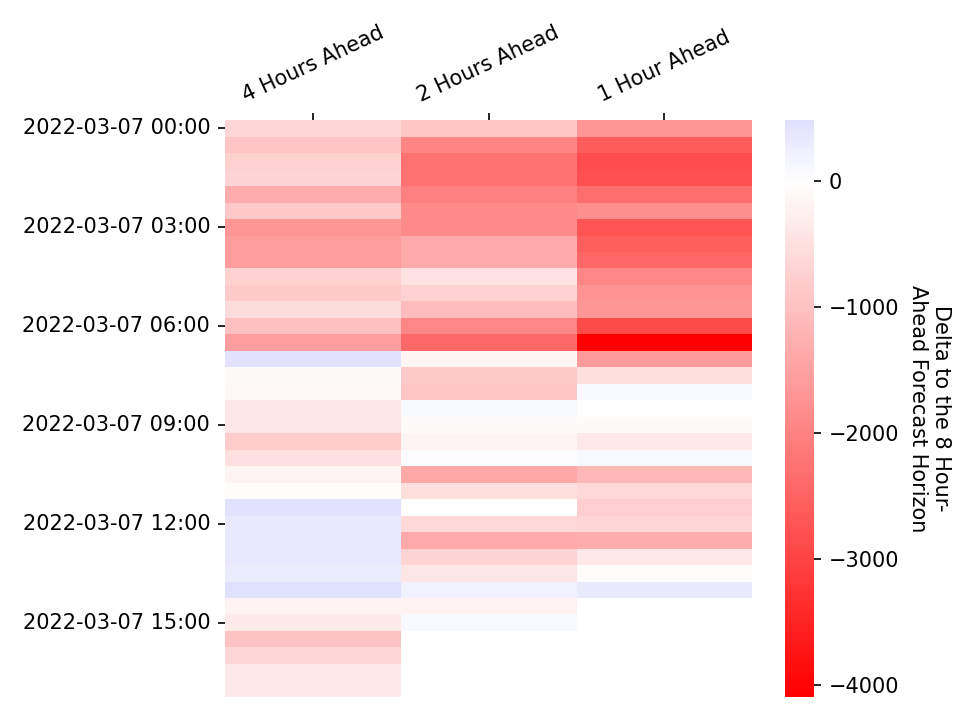 4 Hours Ahead
2 Hours Ahead
1 Hour Ahead
2022-03-07 00:00
2022-03-07 03:00
2022-03-07 06:00
2022-03-07 09:00
2022-03-07 12:00
2022-03-07 15:00
0
−1000
−2000
−3000
−4000
Delta to the 8 Hour-
Ahead Forecast Horizon